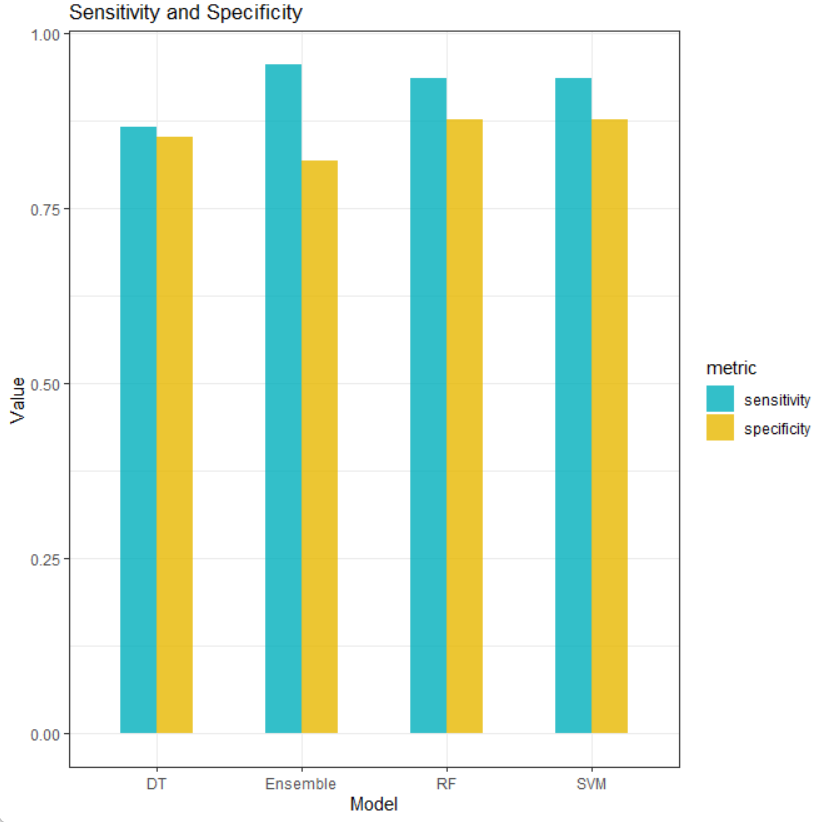 Sensitivity and Specificity
1.00
0.75
0.50
0.25
0.00
Value
DT Ensemble RF SVM
Model
metric
sensitivity
specificity